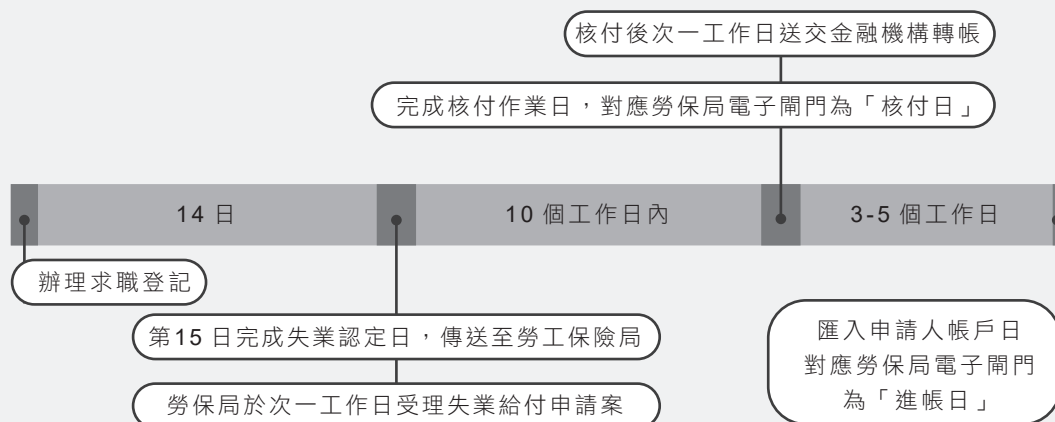 核付後次一工作日送交金融機構轉帳
完成核付作業日，對應勞保局電子閘門為「核付日」
14 日
10 個工作日內
3-5 個工作日
辦理求職登記
第15 日完成失業認定日，傳送至勞工保險局
勞保局於次一工作日受理失業給付申請案
匯入申請人帳戶日
對應勞保局電子閘門
為「進帳日」